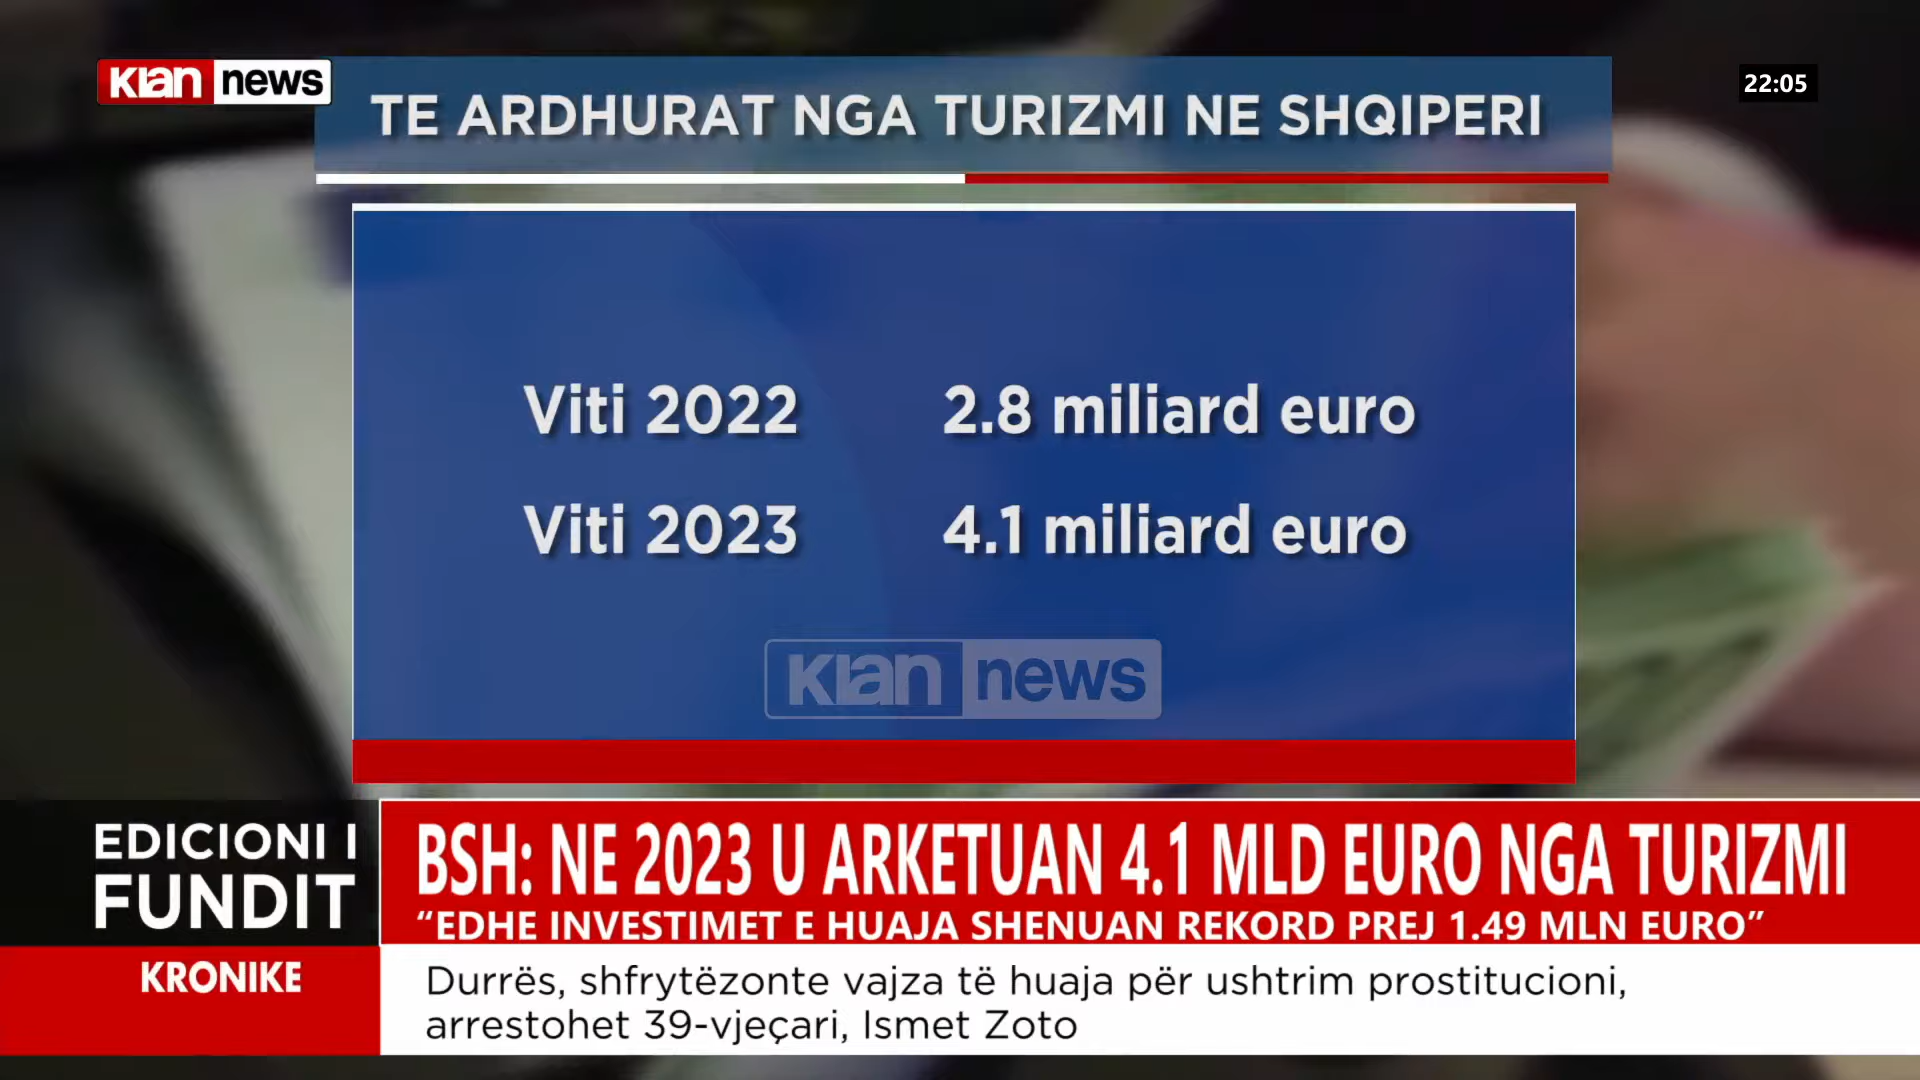 klan news
22:05
TE ARDHURAT NGA TURIZMI NE SHQIPERI
Viti 2022 2.8 miliard euro
Viti 2023 4.1 miliard euro
klan news
EDICIONI I
FUNDIT
BSH: NE 2023 U ARKETUAN 4.1 MLD EURO NGA TURIZMI
“EDHE INVESTIMET E HUAJA SHENUAN REKORD PREJ 1.49 MLN EURO”
KRONIKE
Durrës, shfrytëzonte vajza të huaja për ushtrim prostitucioni,
arrestohet 39-vjeçari, Ismet Zoto